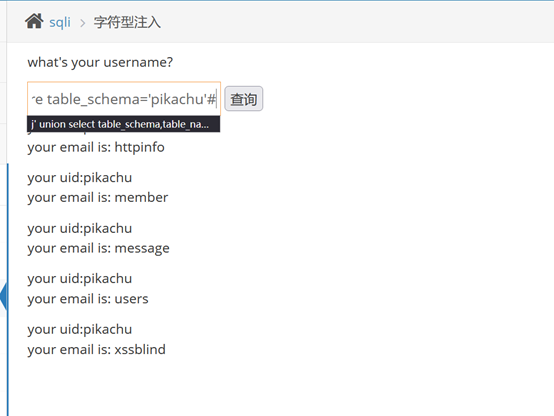 sqli > 字符型注入
what's your username?
re table_schema='pikachu'#
查询
j' union select table_schema,table_na...
your email is: httpinfo
your uid:pikachu
your email is: member
your uid:pikachu
your email is: message
your uid:pikachu
your email is: users
your uid:pikachu
your email is: xssblind